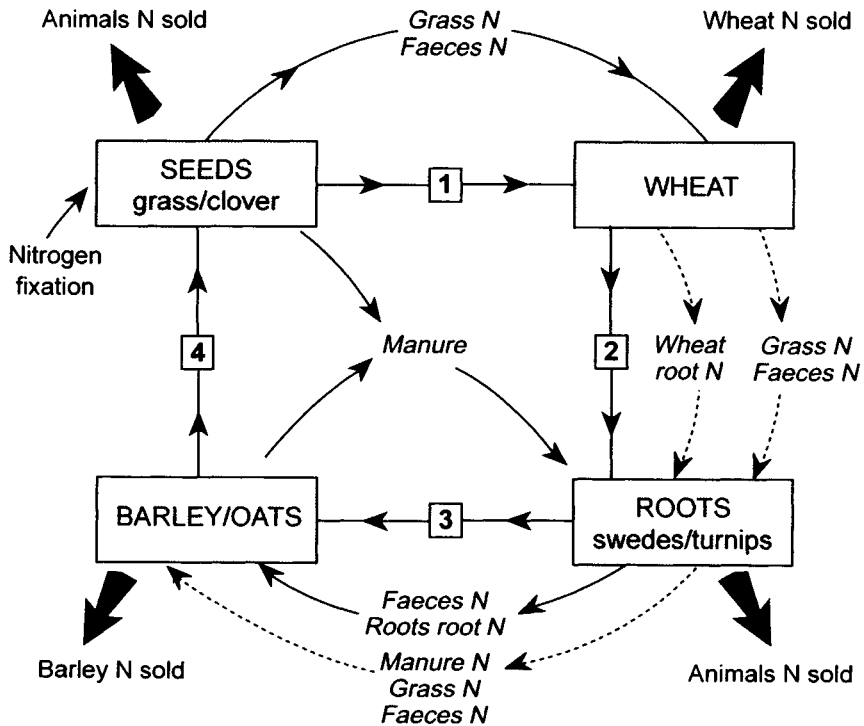 Animals N sold
Grass N
Faeces N
Wheat N sold
SEEDS
grass/clover
1
WHEAT
Nitrogen
fixation
4
Manure
2
Wheat
root N
Grass N
Faeces N
BARLEY/OATS
3
ROOTS
swedes/turnips
Faeces N
Roots root N
Manure N
Grass N
Faeces N
Barley N sold
Animals N sold